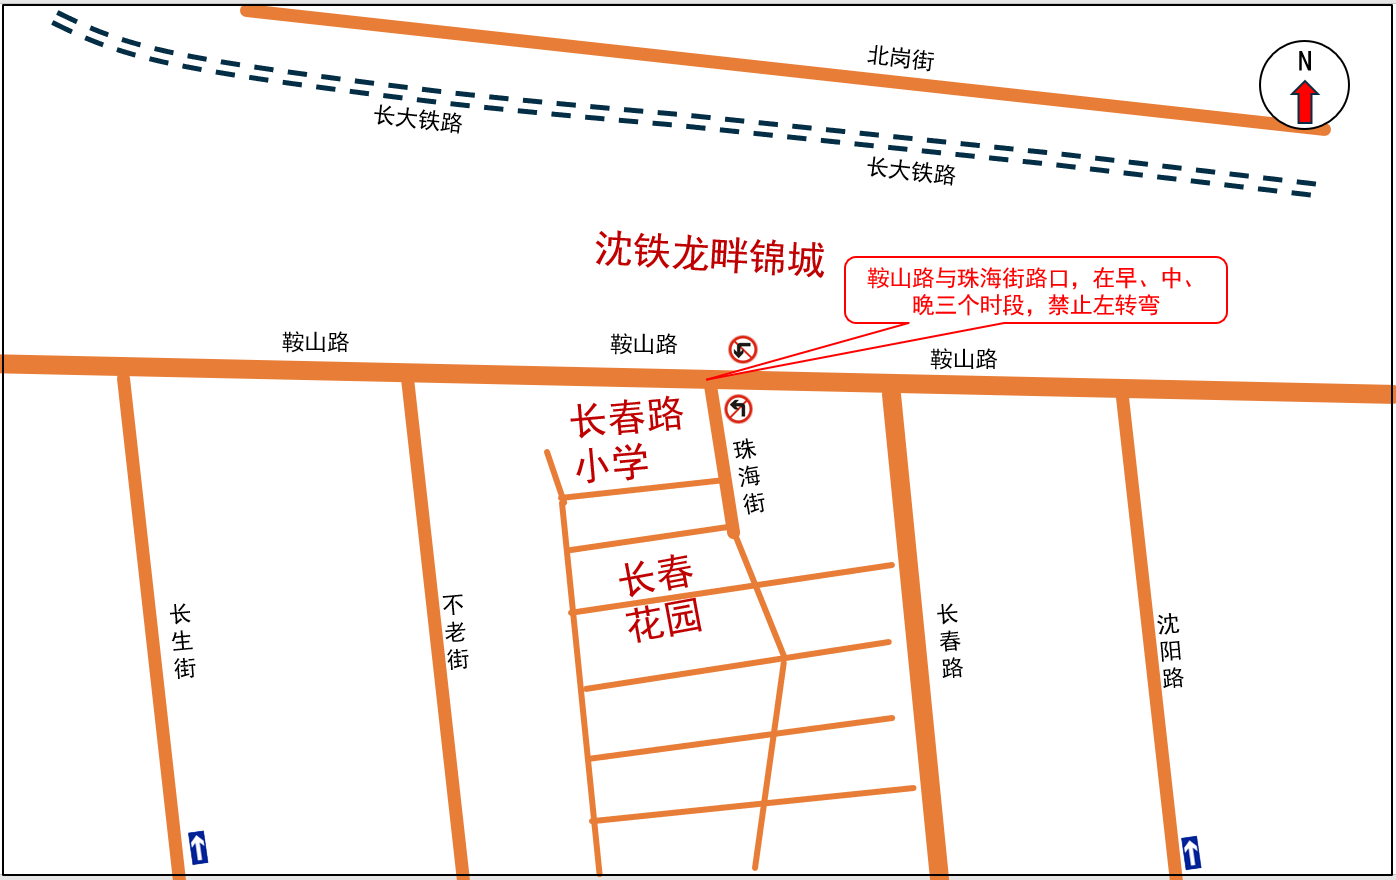 北岗街
N
长大铁路
长大铁路
沈铁龙畔锦城
鞍山路与珠海街路口，在早、中、
晚三个时段，禁止左转弯
鞍山路
鞍山路
鞍山路
长春路
小学
珠海街
长春
花园
长生街
不老街
长春路
沈阳路